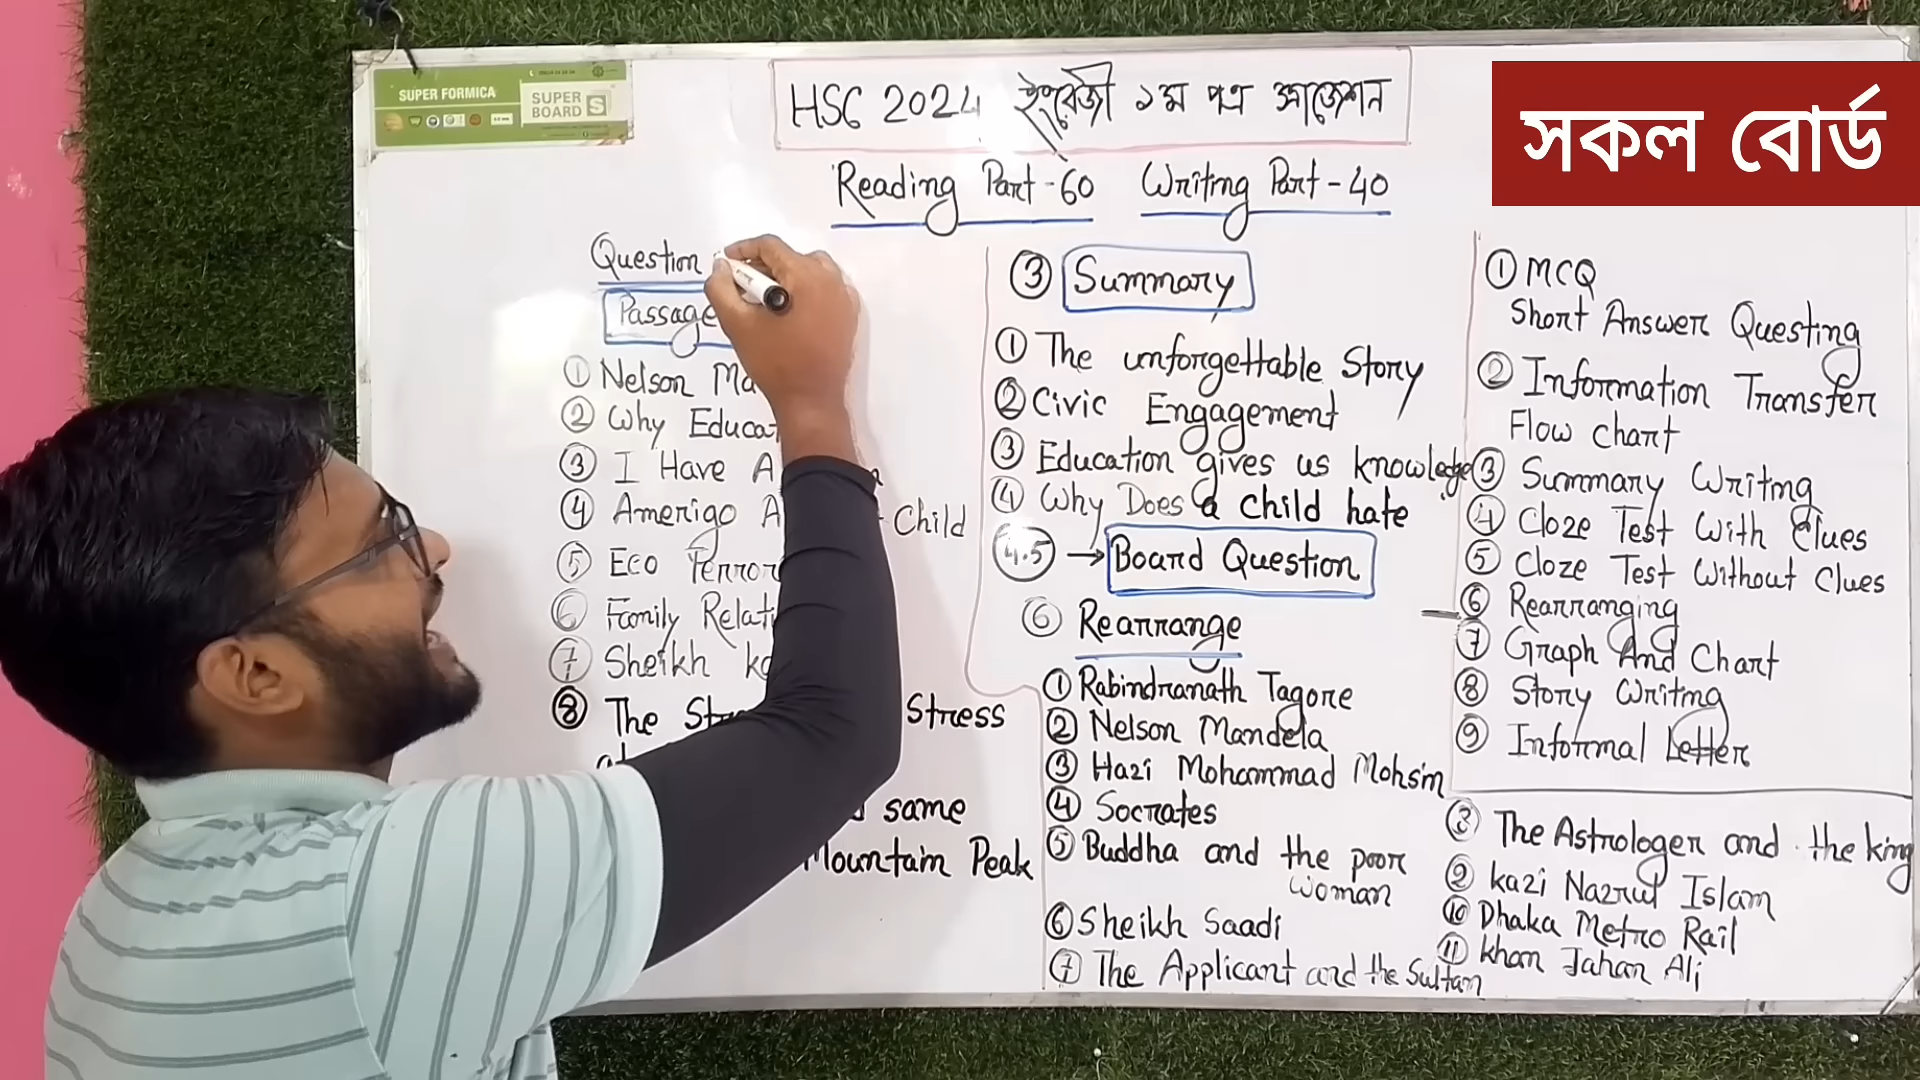 SUPER FORMICA
SUPER BOARD S
HSC 2024 ইংরেজী ১ম পত্র সাজেশন
সকল বোর্ড
Reading Part-60 Writing Part-40
Question
Passage
① Nelson
② Why
③ I Have A
④ Amerigo A Child
⑤ Eco
⑥ Family
⑦ Sheikh
⑧ The Stress
same
Mountain Peak
③ Summary
① The unforgettable Story
② Civic Engagement
③ Education gives us knowledge
④ Why Does a child hate
4.5 → Board Question
⑥ Rearrange
① Rabindranath Tagore
② Nelson Mandela
③ Hazi Mohammad Mohsin
④ Socrates
⑤ Buddha and the poor
woman
⑥ Sheikh Saadi
⑦ The Applicant and the Sultan
① MCQ
Short Answer Questing
② Information Transfer
Flow chart
③ Summary Writing
④ Cloze Test With Clues
⑤ Cloze Test Without Clues
⑥ Rearranging
⑦ Graph And Chart
⑧ Story Writing
⑨ Informal Letter
⑧ The Astrologer and the king
⑨ Kazi Nazrul Islam
⑩ Dhaka Metro Rail
⑪ Khan Jahan Ali